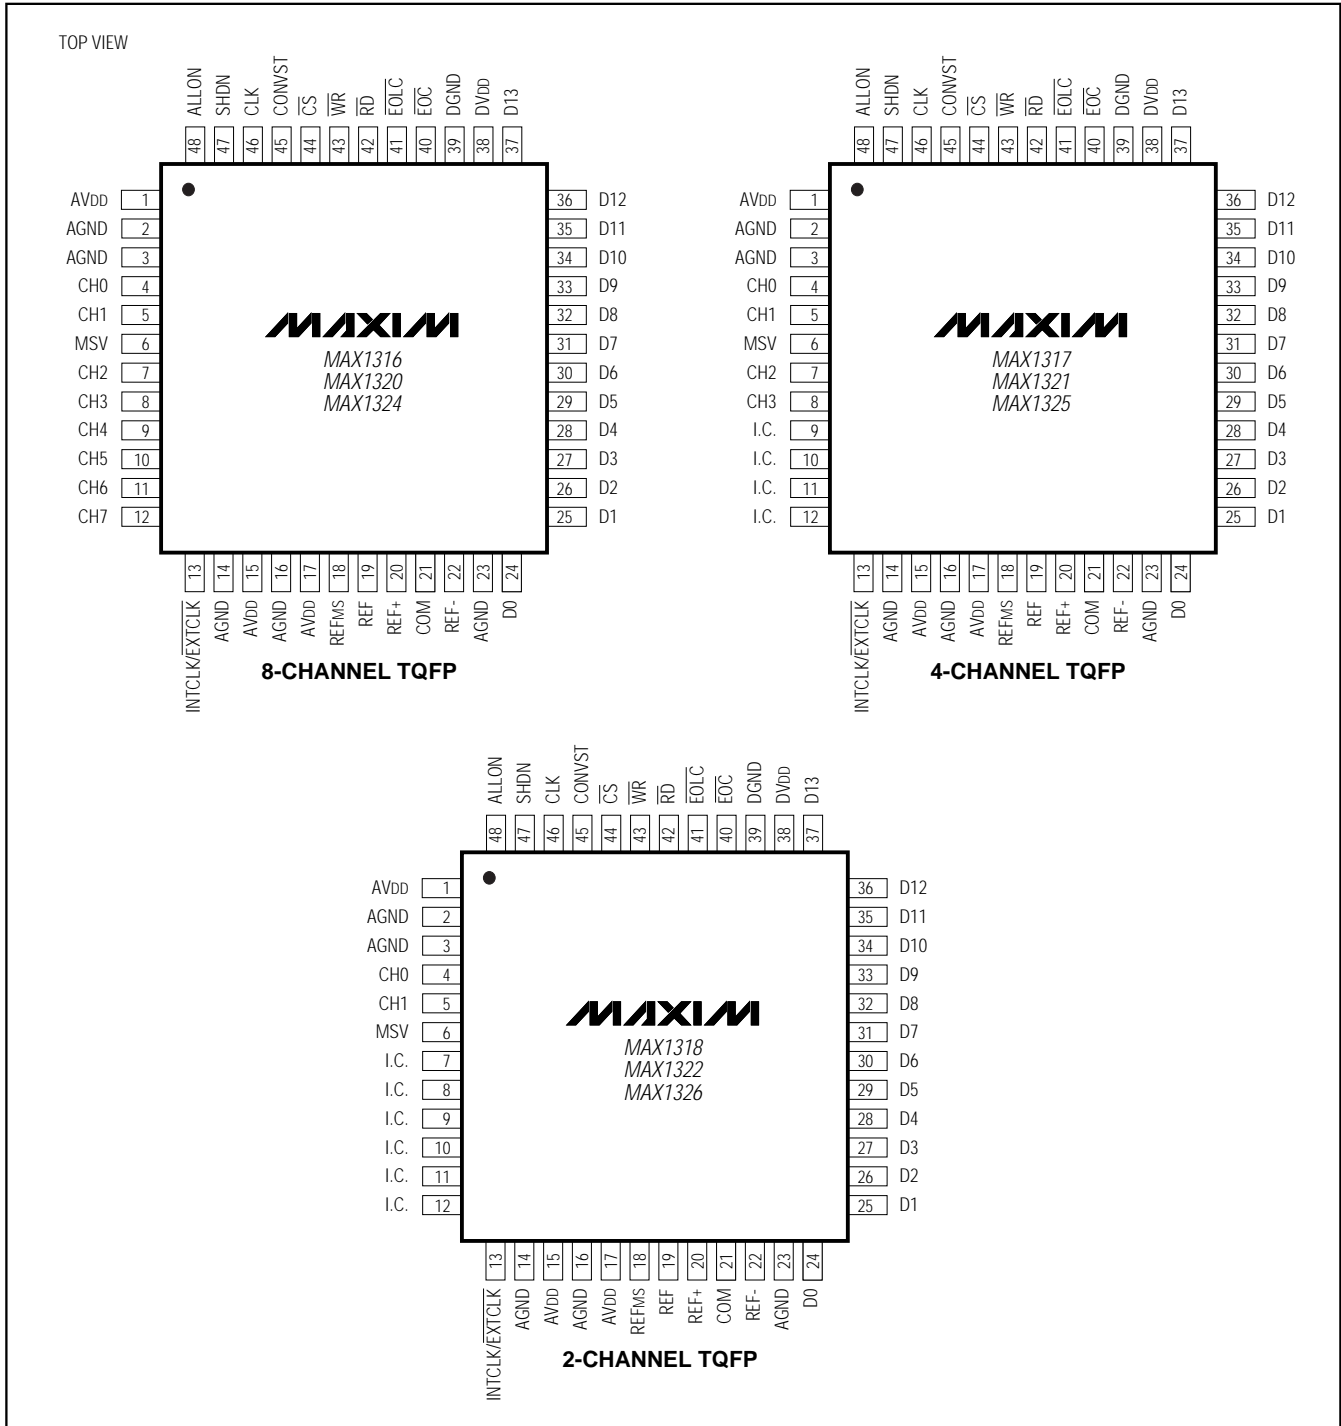 TOP VIEW
ALLON SHDN CLK CONVST CS WR RD EOLC EOC DGND DVDD D13
48 47 46 45 44 43 42 41 40 39 38 37
AVDD 1 36 D12
AGND 2 35 D11
AGND 3 34 D10
CH0 4 33 D9
CH1 5 32 D8
MSV 6 31 D7
CH2 7 30 D6
CH3 8 29 D5
CH4 9 28 D4
CH5 10 27 D3
CH6 11 26 D2
CH7 12 25 D1
MAXIM
MAX1316
MAX1320
MAX1324
13 14 15 16 17 18 19 20 21 22 23 24
INTCLK/EXTCLK AGND AVDD AGND AVDD REFMS REF REF+ COM REF- AGND D0
8-CHANNEL TQFP
ALLON SHDN CLK CONVST CS WR RD EOLC EOC DGND DVDD D13
48 47 46 45 44 43 42 41 40 39 38 37
AVDD 1 36 D12
AGND 2 35 D11
AGND 3 34 D10
CH0 4 33 D9
CH1 5 32 D8
MSV 6 31 D7
CH2 7 30 D6
CH3 8 29 D5
I.C. 9 28 D4
I.C. 10 27 D3
I.C. 11 26 D2
I.C. 12 25 D1
MAXIM
MAX1317
MAX1321
MAX1325
13 14 15 16 17 18 19 20 21 22 23 24
INTCLK/EXTCLK AGND AVDD AGND AVDD REFMS REF REF+ COM REF- AGND D0
4-CHANNEL TQFP
ALLON SHDN CLK CONVST CS WR RD EOLC EOC DGND DVDD D13
48 47 46 45 44 43 42 41 40 39 38 37
AVDD 1 36 D12
AGND 2 35 D11
AGND 3 34 D10
CH0 4 33 D9
CH1 5 32 D8
MSV 6 31 D7
I.C. 7 30 D6
I.C. 8 29 D5
I.C. 9 28 D4
I.C. 10 27 D3
I.C. 11 26 D2
I.C. 12 25 D1
MAXIM
MAX1318
MAX1322
MAX1326
13 14 15 16 17 18 19 20 21 22 23 24
INTCLK/EXTCLK AGND AVDD AGND AVDD REFMS REF REF+ COM REF- AGND D0
2-CHANNEL TQFP